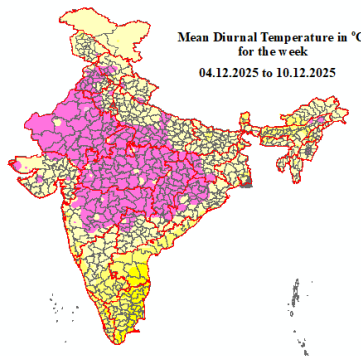 Mean Diurnal Temperature in °C
for the week
04.12.2025 to 10.12.2025